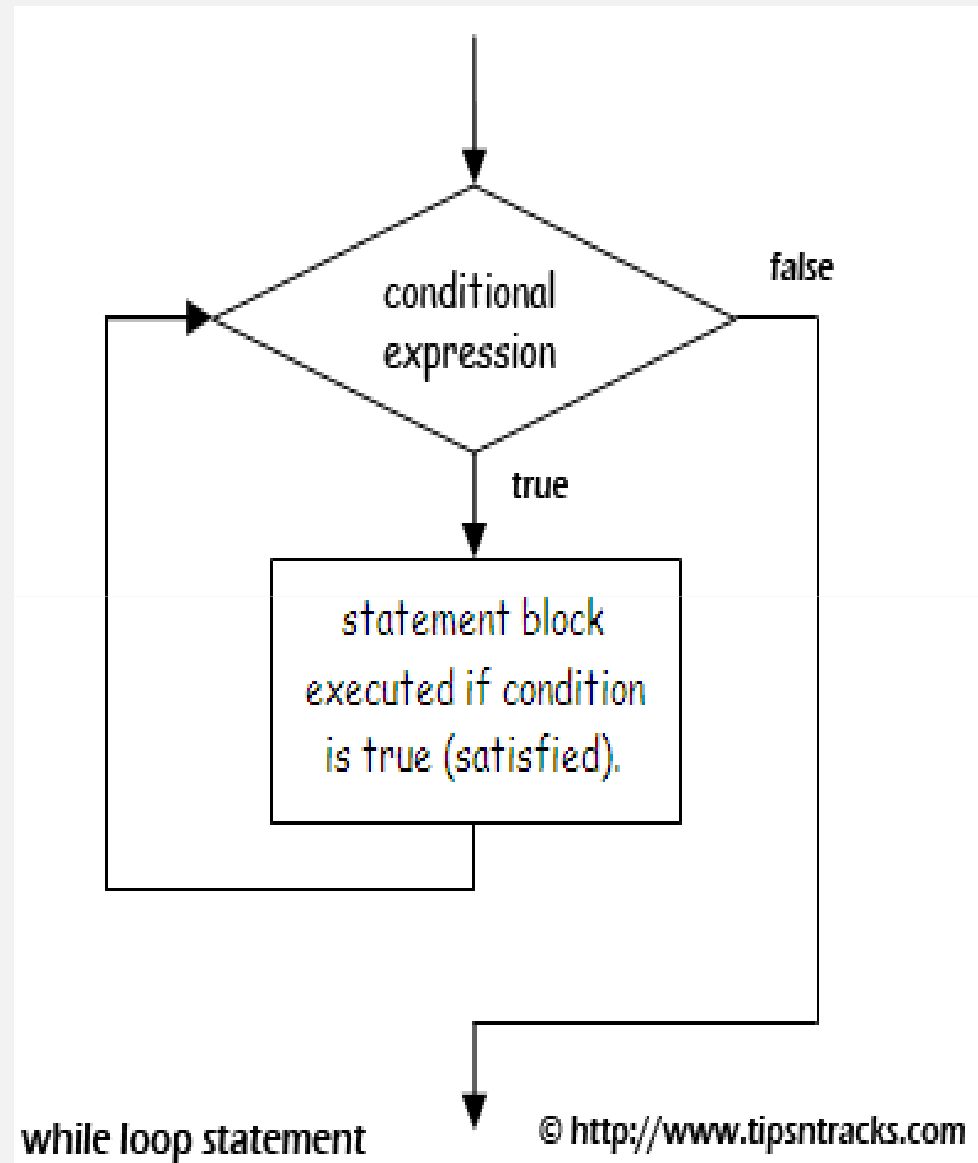 false
conditional
expression
true
statement block
executed if condition
is true (satisfied).
while loop statement
© http://www.tipsntracks.com